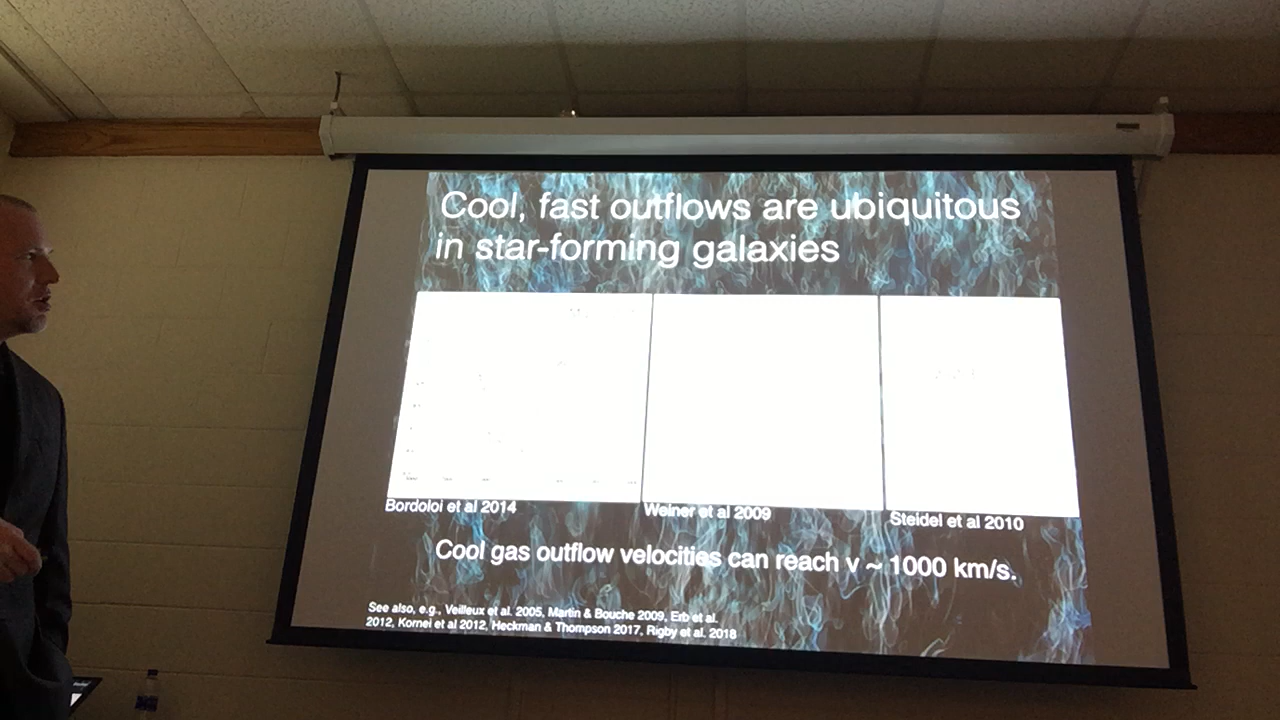 Cool, fast outflows are ubiquitous
in star-forming galaxies
Bordoloi et al 2014
Weiner et al 2009
Steidel et al 2010
Cool gas outflow velocities can reach v ~ 1000 km/s.
See also, e.g., Veilleux et al. 2005, Martin & Bouche 2009, Erb et al.
2012, Kornei et al 2012, Heckman & Thompson 2017, Rigby et al. 2018